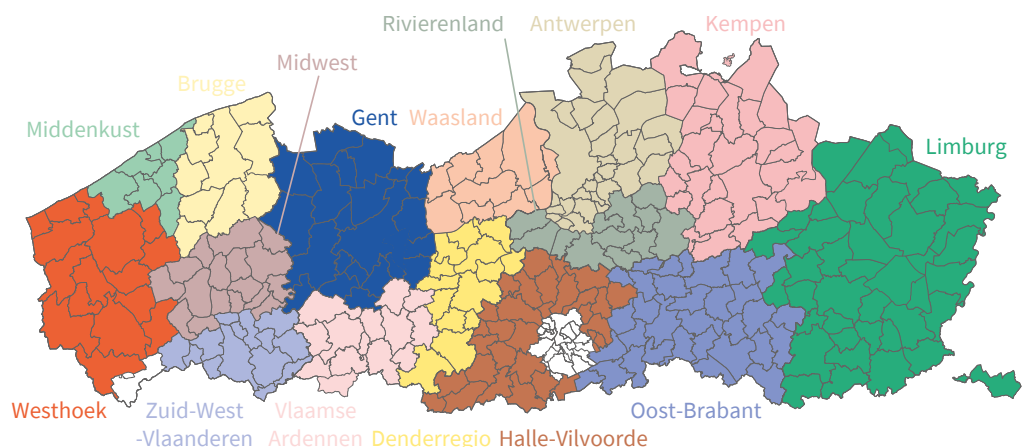 Rivierenland
Antwerpen
Kempen
Midwest
Brugge
Middenkust
Gent
Waasland
Limburg
Westhoek
Zuid-West
-Vlaanderen
Vlaamse
Ardennen
Denderregio
Halle-Vilvoorde
Oost-Brabant